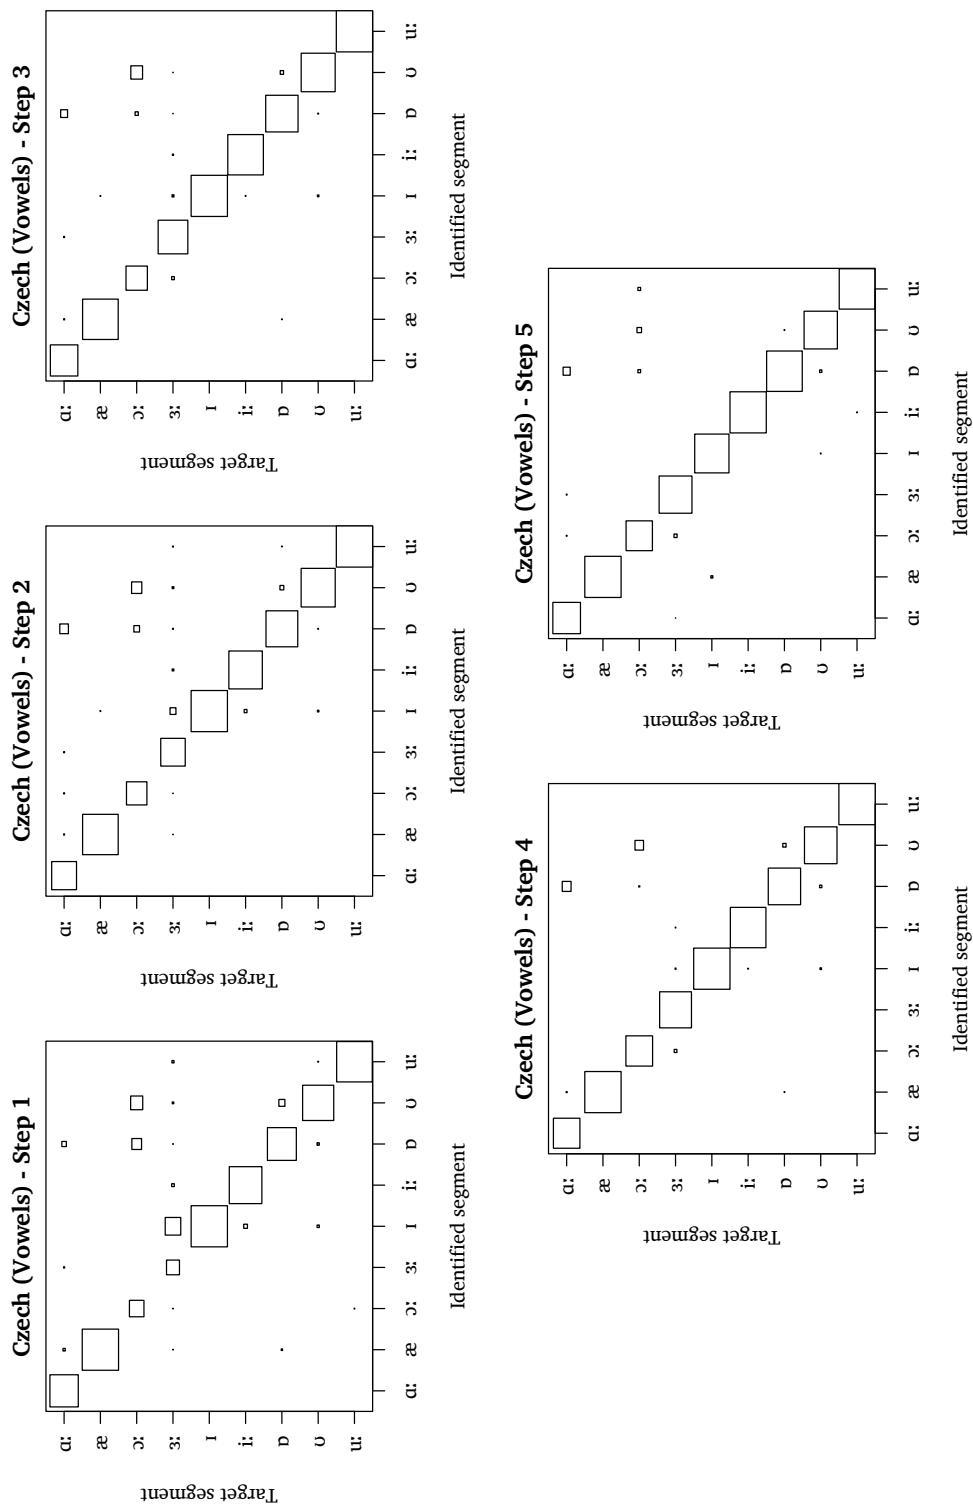 Czech (Vowels) - Step 1
Target segment
ɑː
æ
ɔː
ɜː
ɪ
iː
ɒ
ʊ
uː
ɑː æ ɔː ɜː ɪ iː ɒ ʊ uː
Identified segment
Czech (Vowels) - Step 2
Target segment
ɑː
æ
ɔː
ɜː
ɪ
iː
ɒ
ʊ
uː
ɑː æ ɔː ɜː ɪ iː ɒ ʊ uː
Identified segment
Czech (Vowels) - Step 3
Target segment
ɑː
æ
ɔː
ɜː
ɪ
iː
ɒ
ʊ
uː
ɑː æ ɔː ɜː ɪ iː ɒ ʊ uː
Identified segment
Czech (Vowels) - Step 4
Target segment
ɑː
æ
ɔː
ɜː
ɪ
iː
ɒ
ʊ
uː
ɑː æ ɔː ɜː ɪ iː ɒ ʊ uː
Identified segment
Czech (Vowels) - Step 5
Target segment
ɑː
æ
ɔː
ɜː
ɪ
iː
ɒ
ʊ
uː
ɑː æ ɔː ɜː ɪ iː ɒ ʊ uː
Identified segment